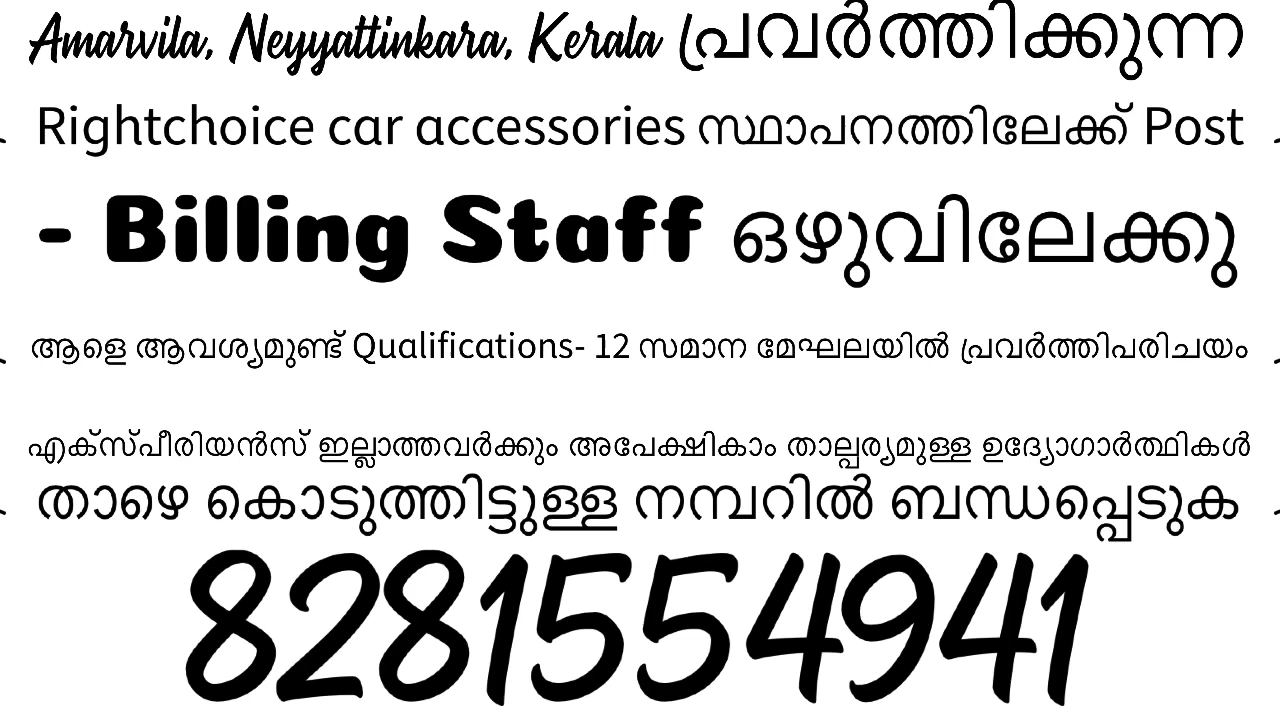 Amarvila, Neyyattinkara, Kerala പ്രവർത്തിക്കുന്ന
Rightchoice car accessories സ്ഥാപനത്തിലേക്ക് Post
- Billing Staff ഒഴുവിലേക്കു
ആളെ ആവശ്യമുണ്ട് Qualifications- 12 സമാന മേഘലയിൽ പ്രവർത്തിപരിചയം
എക്സ്പീരിയൻസ് ഇല്ലാത്തവർക്കും അപേക്ഷികാം താല്പര്യമുള്ള ഉദ്യോഗാർത്ഥികൾ
താഴെ കൊടുത്തിട്ടുള്ള നമ്പറിൽ ബന്ധപ്പെടുക
8281554941